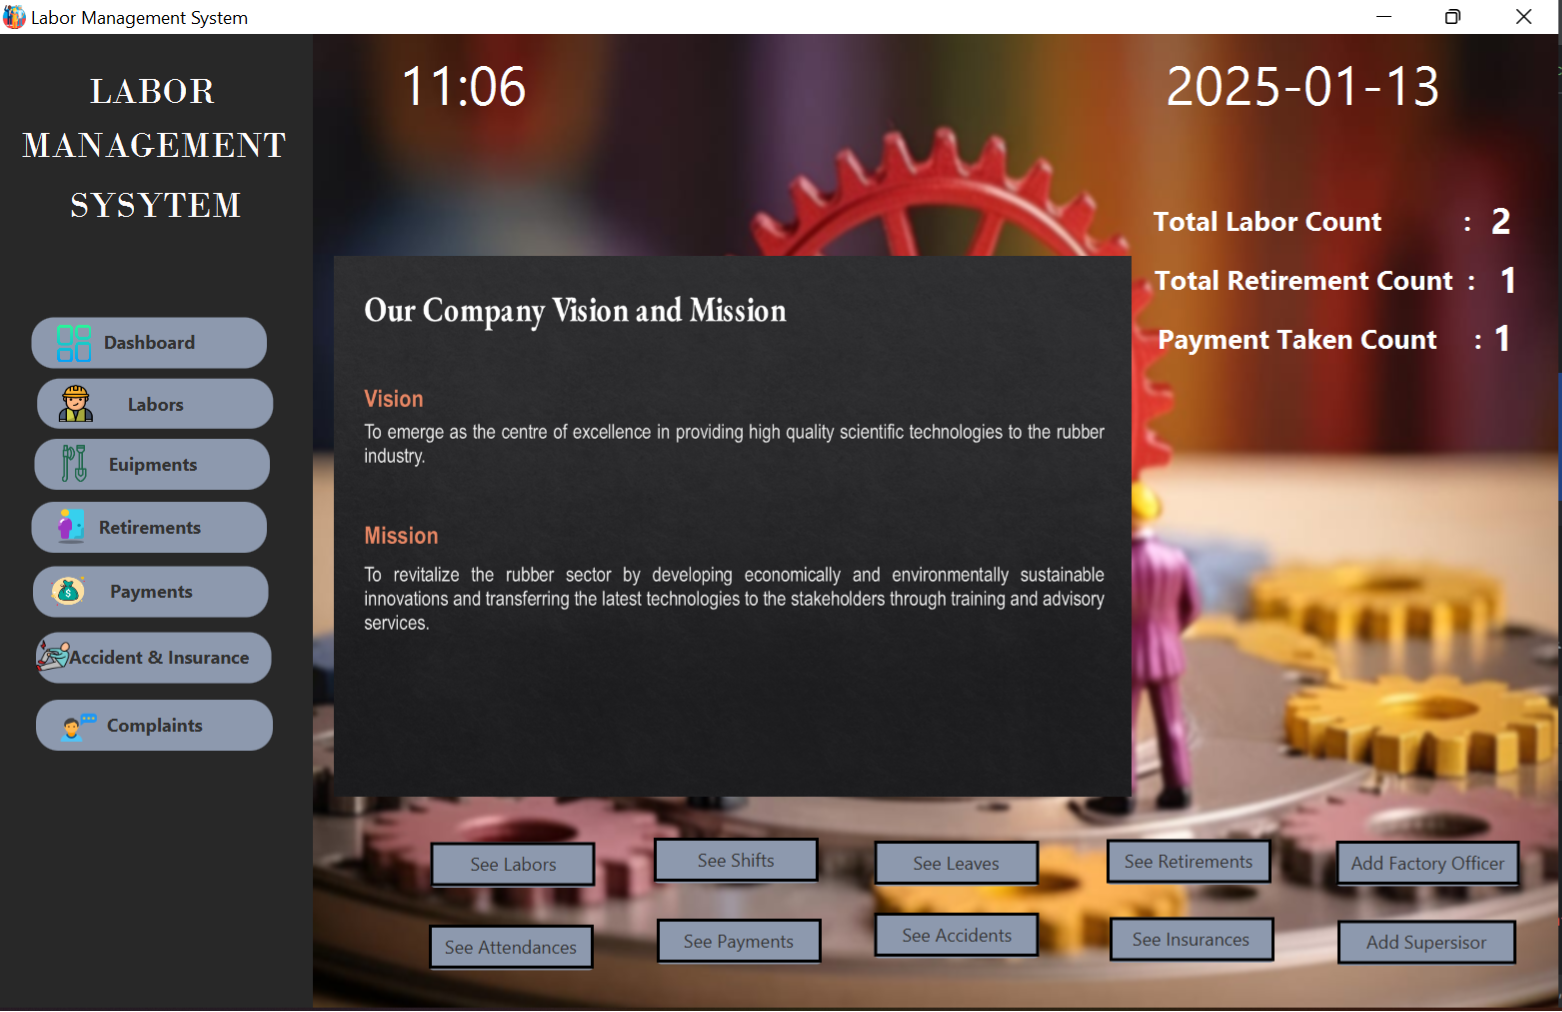 Labor Management System
LABOR
MANAGEMENT
SYSYTEM
Dashboard
Labors
Euipments
Retirements
Payments
Accident & Insurance
Complaints
11:06
2025-01-13
Total Labor Count : 2
Total Retirement Count : 1
Payment Taken Count : 1
Our Company Vision and Mission
Vision
To emerge as the centre of excellence in providing high quality scientific technologies to the rubber
industry.
Mission
To revitalize the rubber sector by developing economically and environmentally sustainable
innovations and transferring the latest technologies to the stakeholders through training and advisory
services.
See Labors
See Shifts
See Leaves
See Retirements
Add Factory Officer
See Attendances
See Payments
See Accidents
See Insurances
Add Supersisor